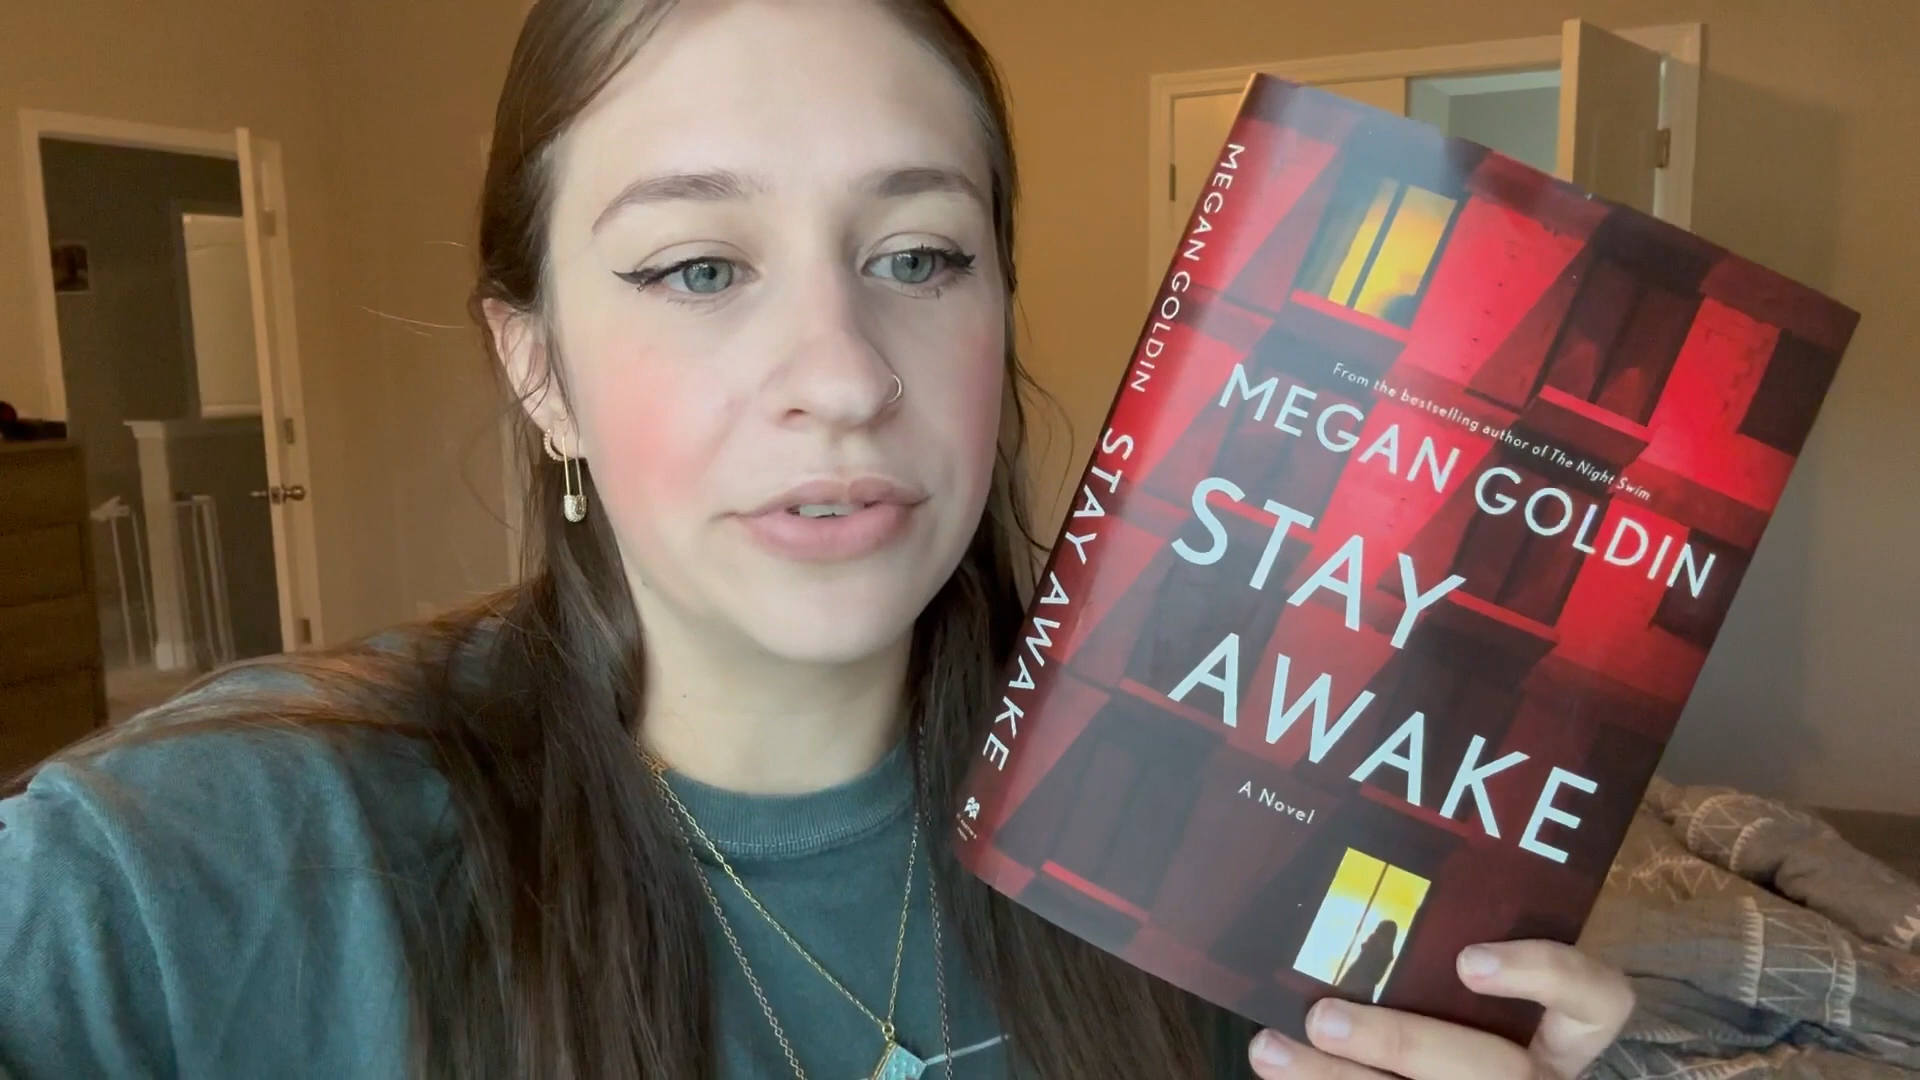 MEGAN GOLDIN STAY AWAKE
From the bestselling author of The Night Swim
MEGAN GOLDIN
STAY
AWAKE
A Novel